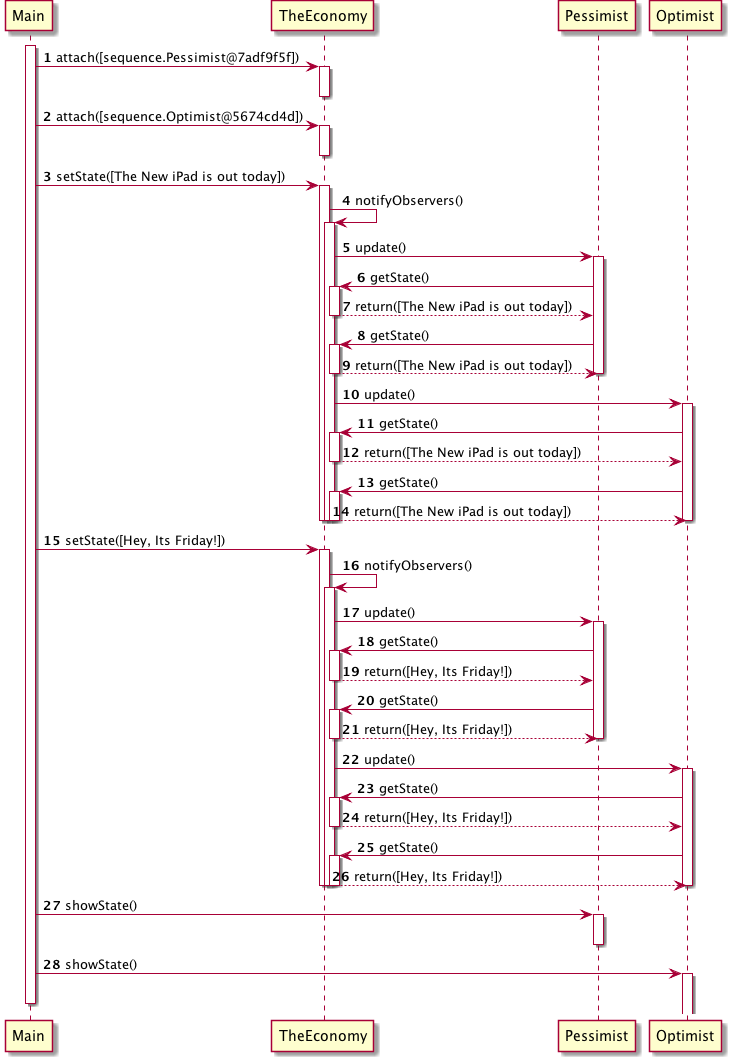 Main TheEconomy Pessimist Optimist
1 attach([sequence.Pessimist@7adf9f5f])
2 attach([sequence.Optimist@5674cd4d])
3 setState([The New iPad is out today])
4 notifyObservers()
5 update()
6 getState()
7 return([The New iPad is out today])
8 getState()
9 return([The New iPad is out today])
10 update()
11 getState()
12 return([The New iPad is out today])
13 getState()
14 return([The New iPad is out today])
15 setState([Hey, Its Friday!])
16 notifyObservers()
17 update()
18 getState()
19 return([Hey, Its Friday!])
20 getState()
21 return([Hey, Its Friday!])
22 update()
23 getState()
24 return([Hey, Its Friday!])
25 getState()
26 return([Hey, Its Friday!])
27 showState()
28 showState()
Main TheEconomy Pessimist Optimist